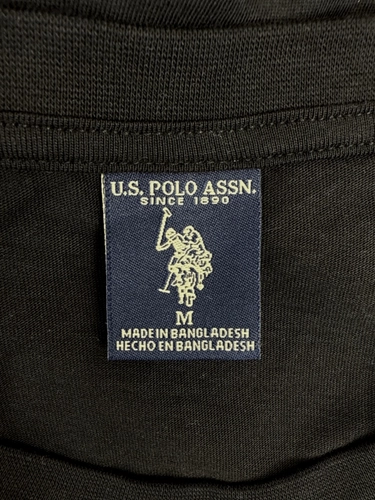 U.S. POLO ASSN.
SINCE 1890
M
MADE IN BANGLADESH
HECHO EN BANGLADESH